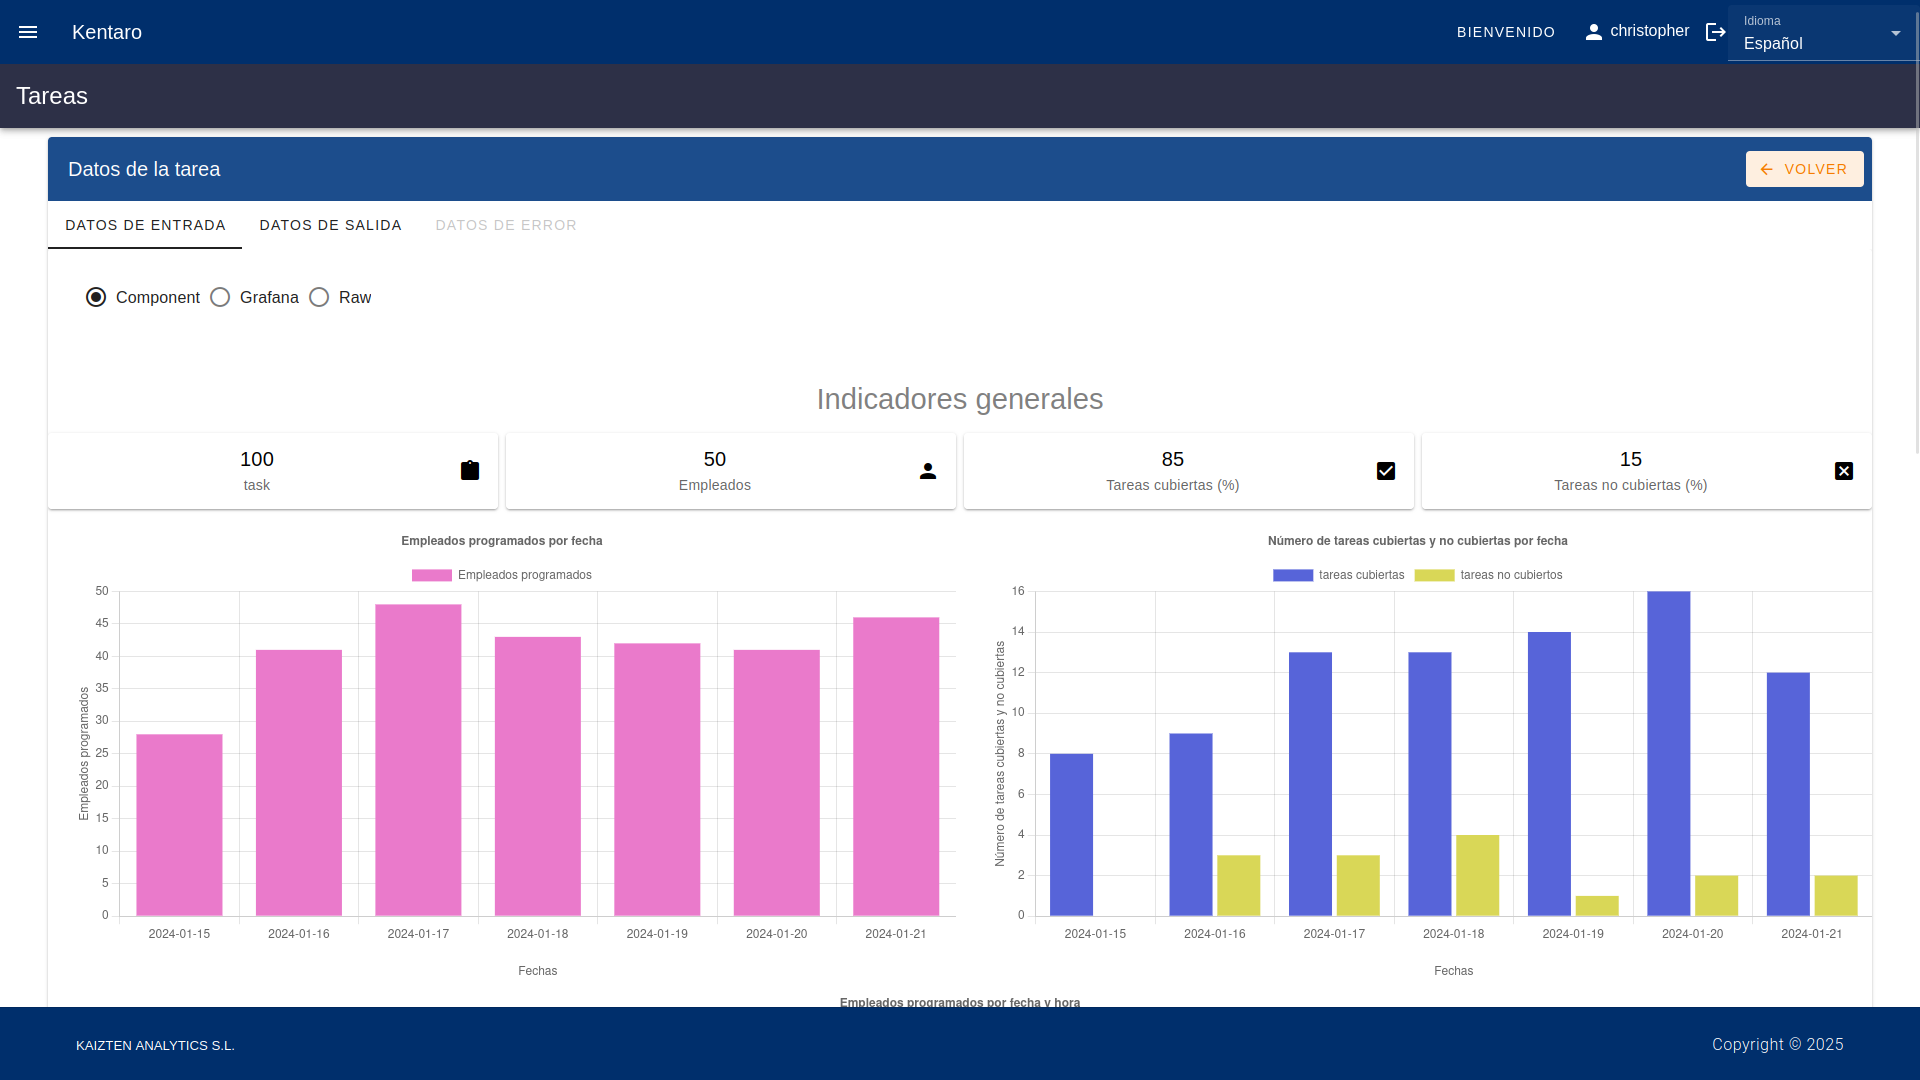 Kentaro
BIENVENIDO
christopher
Idioma
Español
Tareas
Datos de la tarea
VOLVER
DATOS DE ENTRADA
DATOS DE SALIDA
DATOS DE ERROR
Component
Grafana
Raw
Indicadores generales
100
task
50
Empleados
85
Tareas cubiertas (%)
15
Tareas no cubiertas (%)
Empleados programados por fecha
Empleados programados
50
45
40
35
30
25
20
15
10
5
0
Empleados programados
2024-01-15
2024-01-16
2024-01-17
2024-01-18
2024-01-19
2024-01-20
2024-01-21
Fechas
Número de tareas cubiertas y no cubiertas por fecha
tareas cubiertas
tareas no cubiertos
16
14
12
10
8
6
4
2
0
Número de tareas cubiertas y no cubiertas
2024-01-15
2024-01-16
2024-01-17
2024-01-18
2024-01-19
2024-01-20
2024-01-21
Fechas
Empleados programados por fecha y hora
KAIZTEN ANALYTICS S.L.
Copyright © 2025